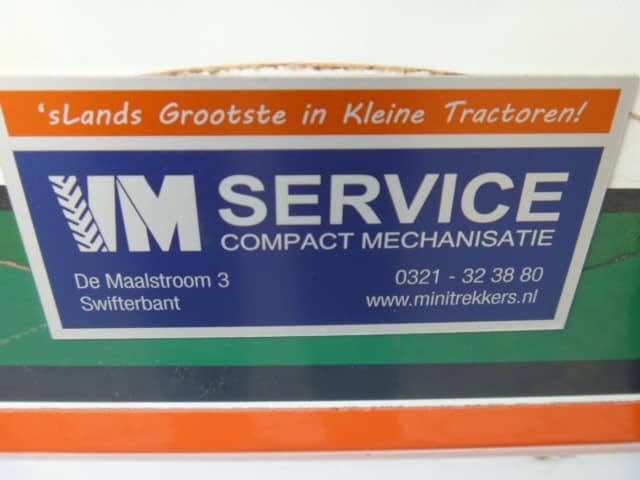 'sLands Grootste in Kleine Tractoren!
VM SERVICE
COMPACT MECHANISATIE
De Maalstroom 3
Swifterbant
0321 - 32 38 80
www.minitrekkers.nl